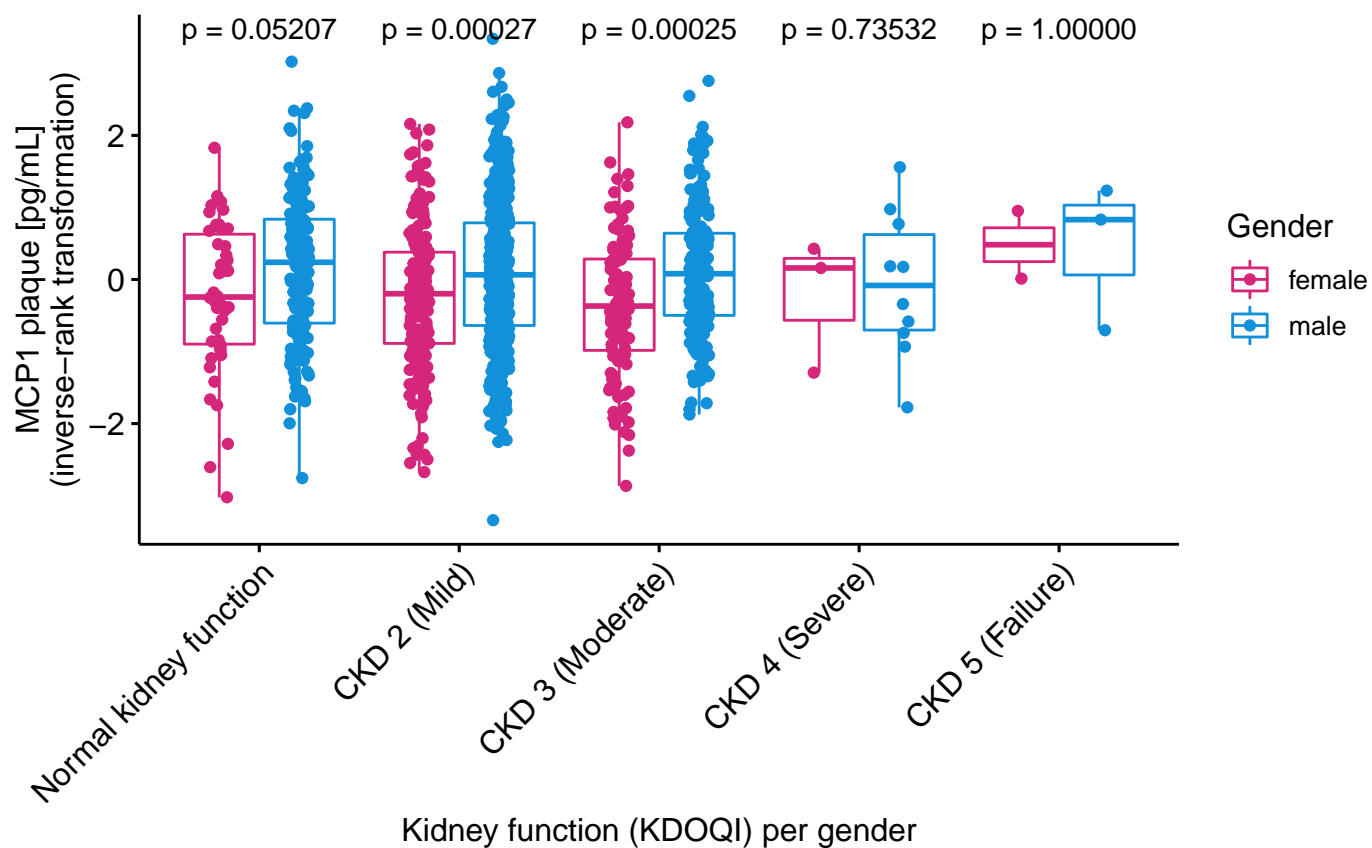 p = 0.05207 p = 0.00027 p = 0.00025 p = 0.73532 p = 1.00000
MCP1 plaque [pg/mL]
(inverse−rank transformation)
2
0
−2
Normal kidney function
CKD 2 (Mild)
CKD 3 (Moderate)
CKD 4 (Severe)
CKD 5 (Failure)
Kidney function (KDOQI) per gender
Gender
female
male